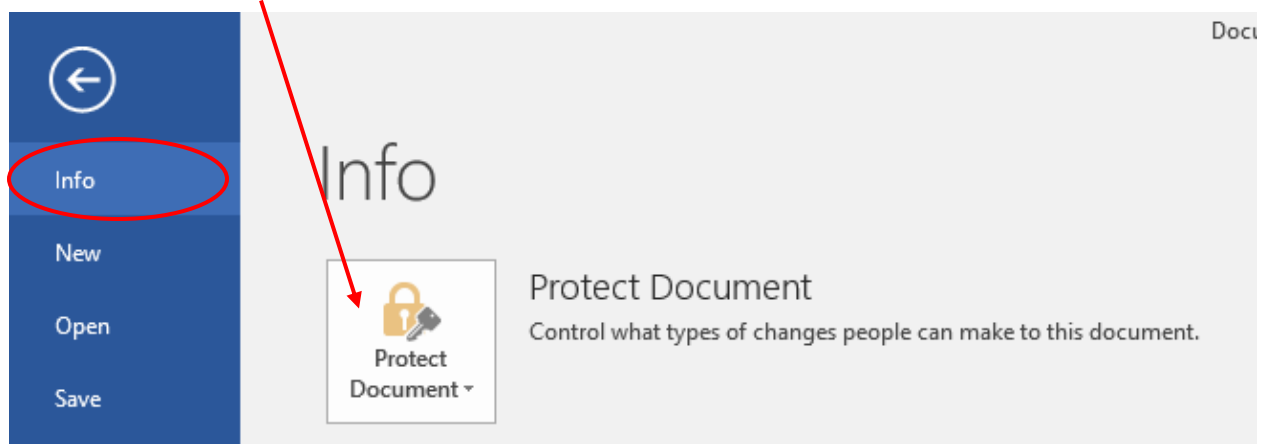 Docu
Info
Info
New
Open
Save
Protect Document
Control what types of changes people can make to this document.
Protect
Document